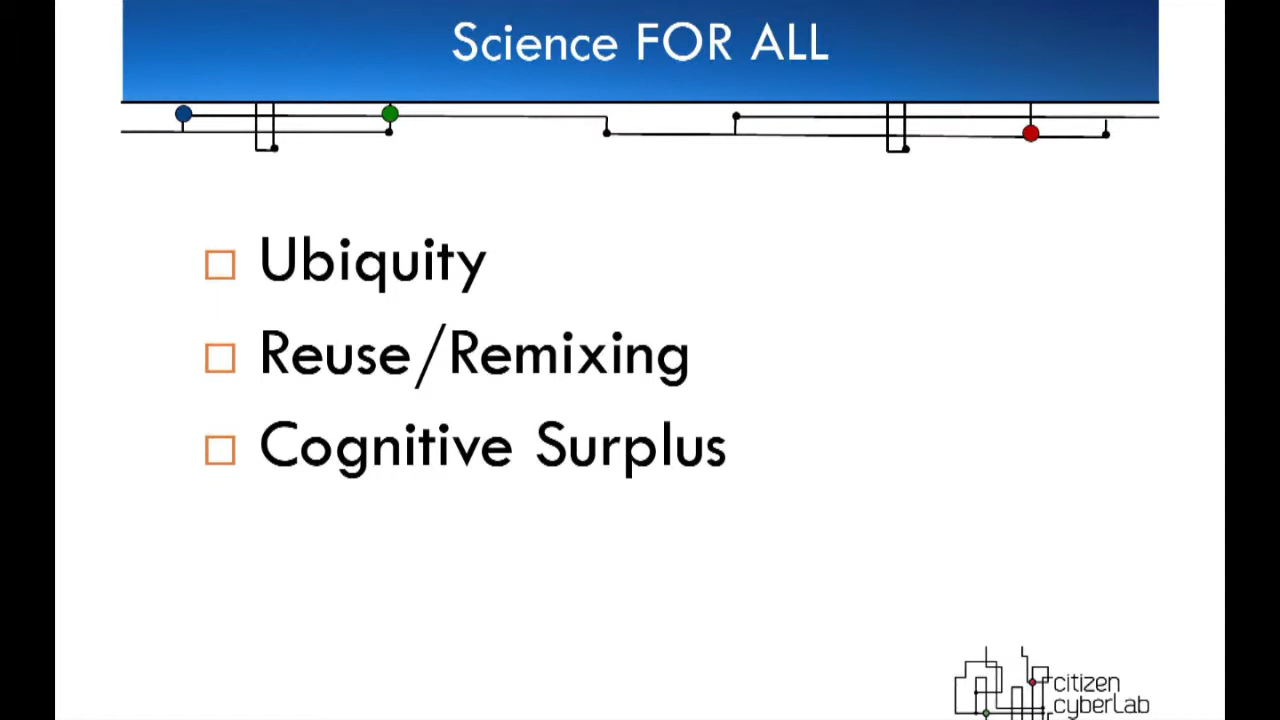 Science FOR ALL
Ubiquity
Reuse/Remixing
Cognitive Surplus
citizen
cyberLab